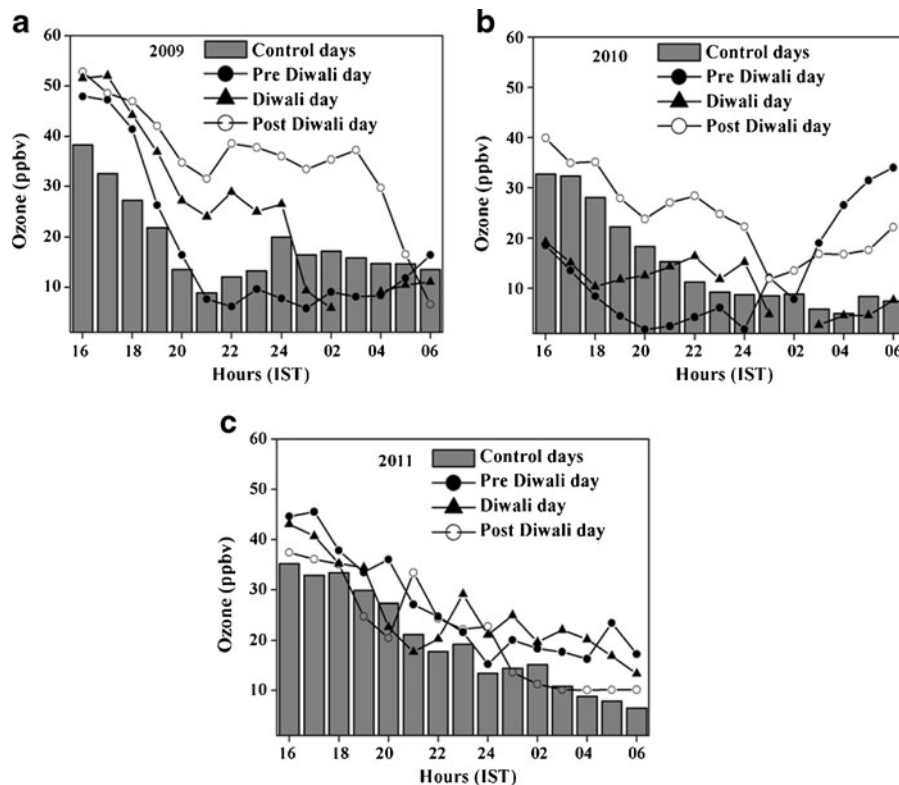 a
2009
Control days
Pre Diwali day
Diwali day
Post Diwali day
60
50
40
30
20
10
Ozone (ppbv)
16 18 20 22 24 02 04 06
Hours (IST)
b
2010
Control days
Pre Diwali day
Diwali day
Post Diwali day
60
50
40
30
20
10
Ozone (ppbv)
16 18 20 22 24 02 04 06
Hours (IST)
c
2011
Control days
Pre Diwali day
Diwali day
Post Diwali day
60
50
40
30
20
10
Ozone (ppbv)
16 18 20 22 24 02 04 06
Hours (IST)